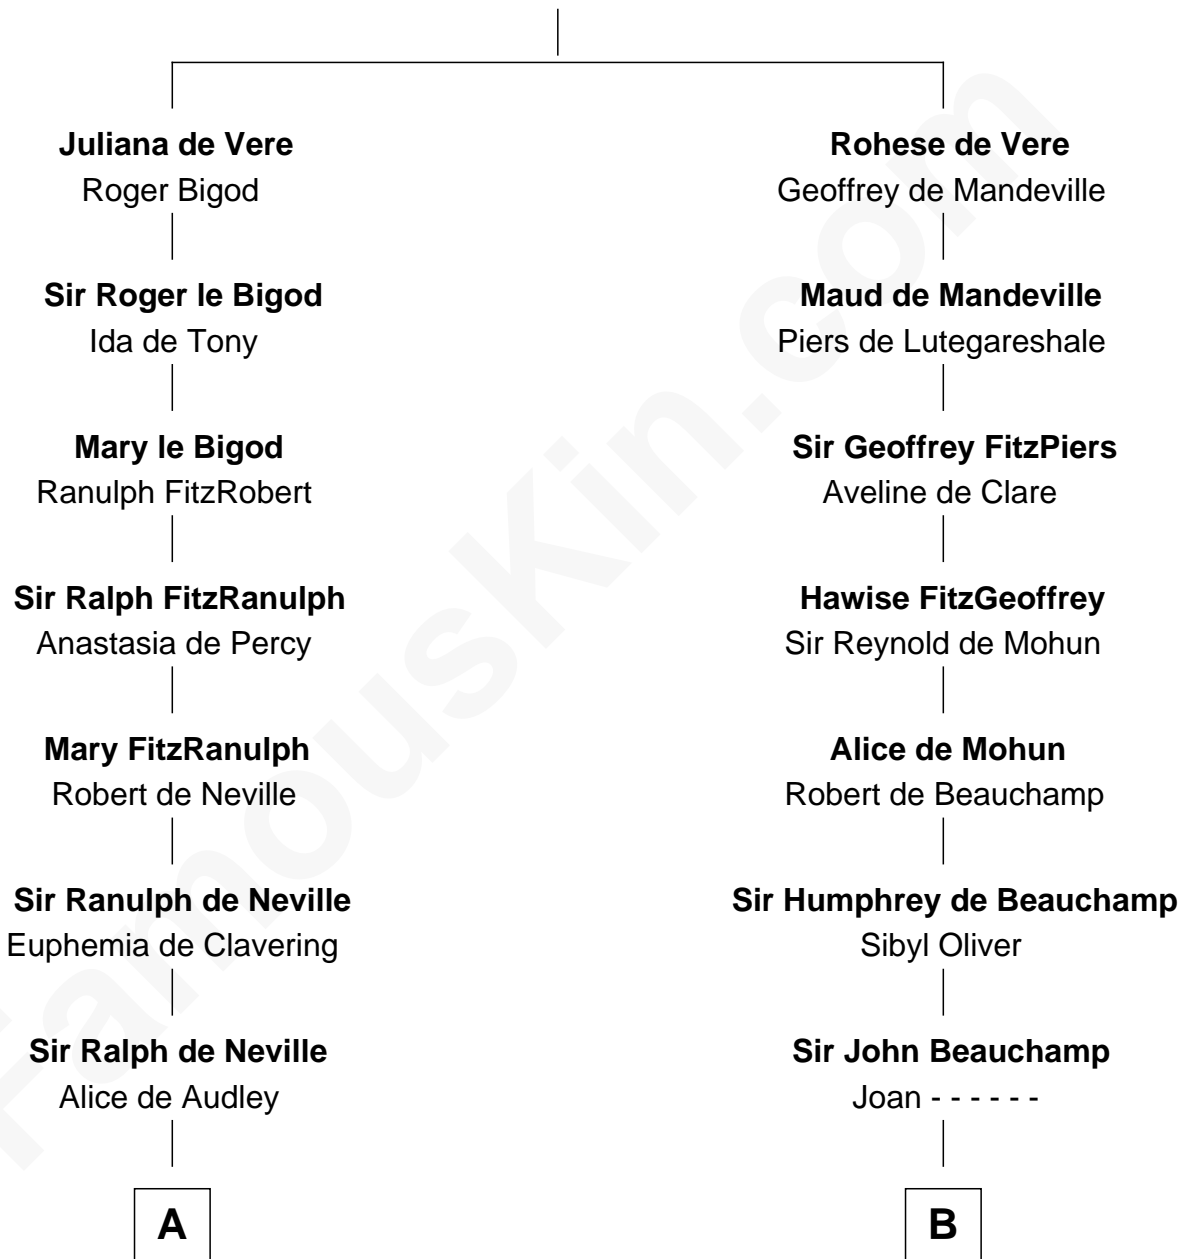 Juliana de Vere
Roger Bigod
Sir Roger le Bigod
Ida de Tony
Mary le Bigod
Ranulph FitzRobert
Sir Ralph FitzRanulph
Anastasia de Percy
Mary FitzRanulph
Robert de Neville
Sir Ranulph de Neville
Euphemia de Clavering
Sir Ralph de Neville
Alice de Audley
A
Rohese de Vere
Geoffrey de Mandeville
Maud de Mandeville
Piers de Lutegareshale
Sir Geoffrey FitzPiers
Aveline de Clare
Hawise FitzGeoffrey
Sir Reynold de Mohun
Alice de Mohun
Robert de Beauchamp
Sir Humphrey de Beauchamp
Sibyl Oliver
Sir John Beauchamp
Joan - - - - - -
B
FamousKin.com